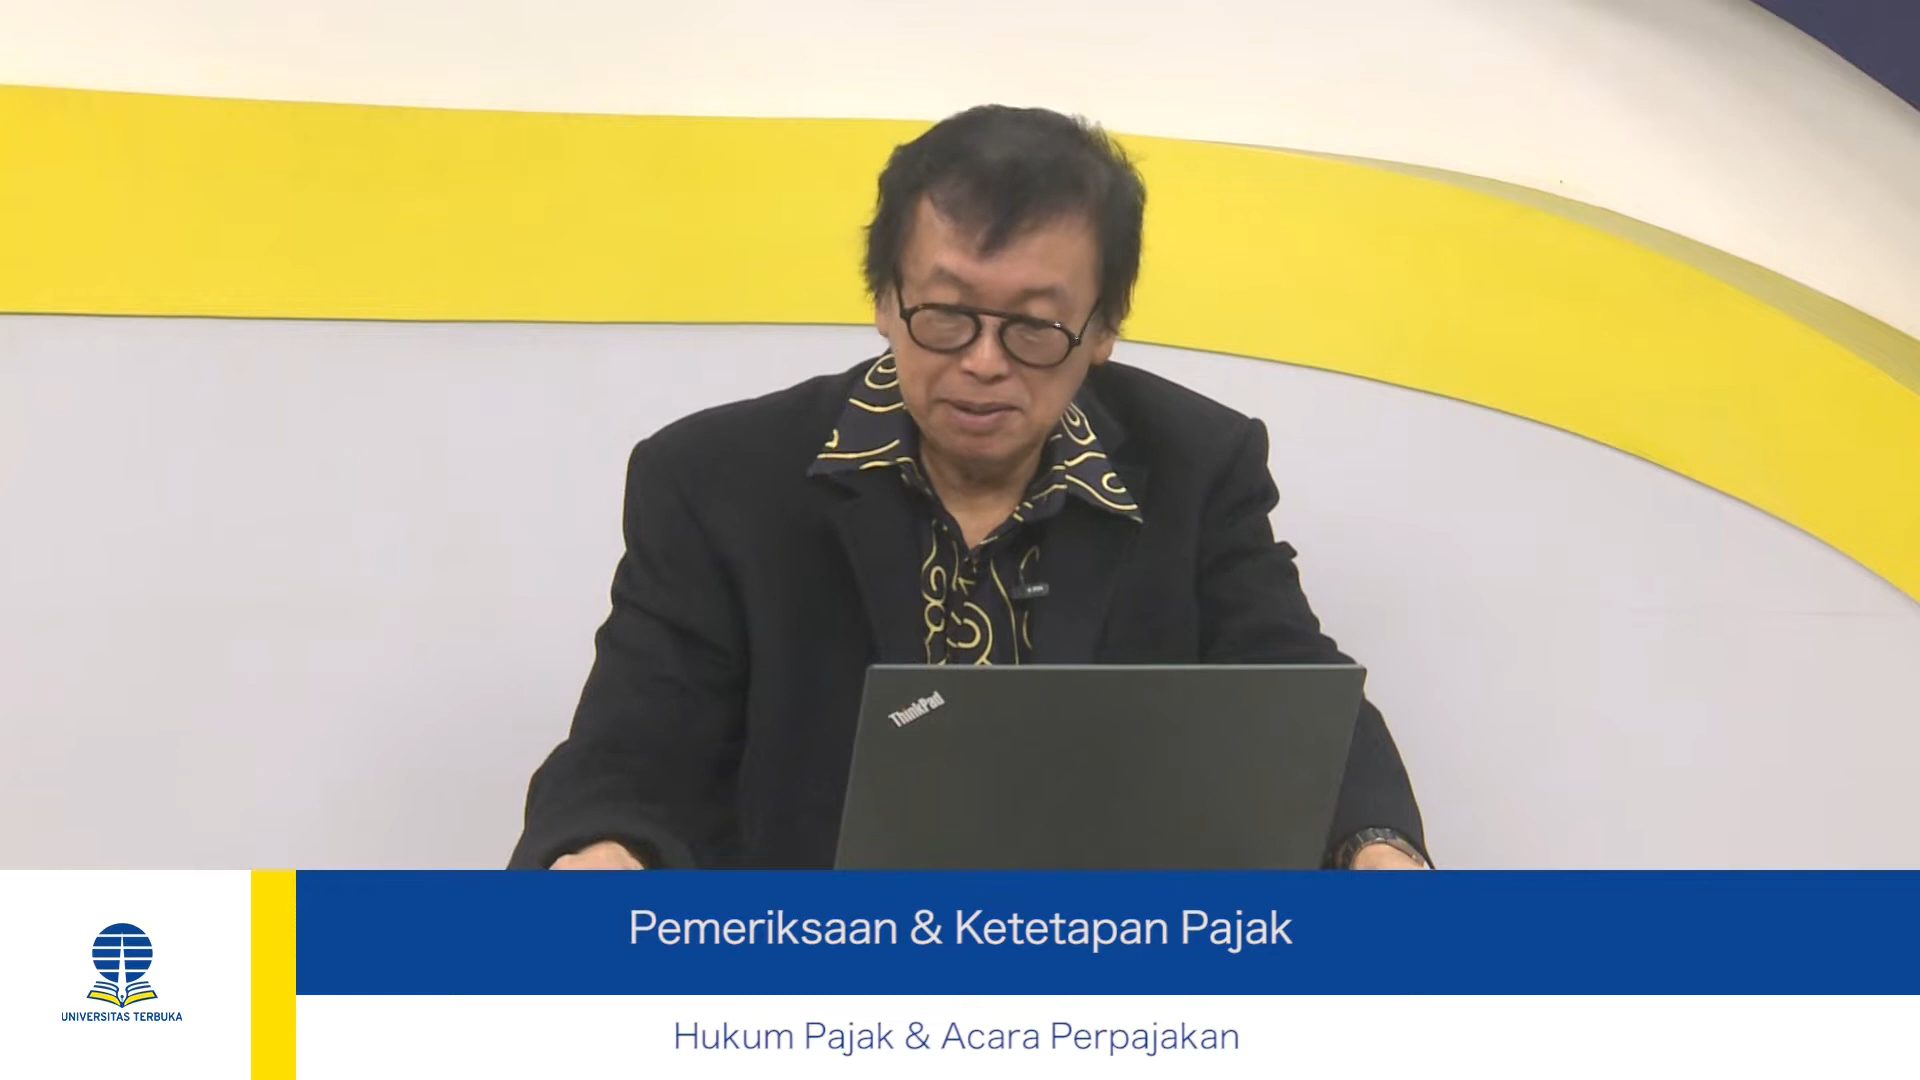 ThinkPad
Pemeriksaan & Ketetapan Pajak
UNIVERSITAS TERBUKA
Hukum Pajak & Acara Perpajakan